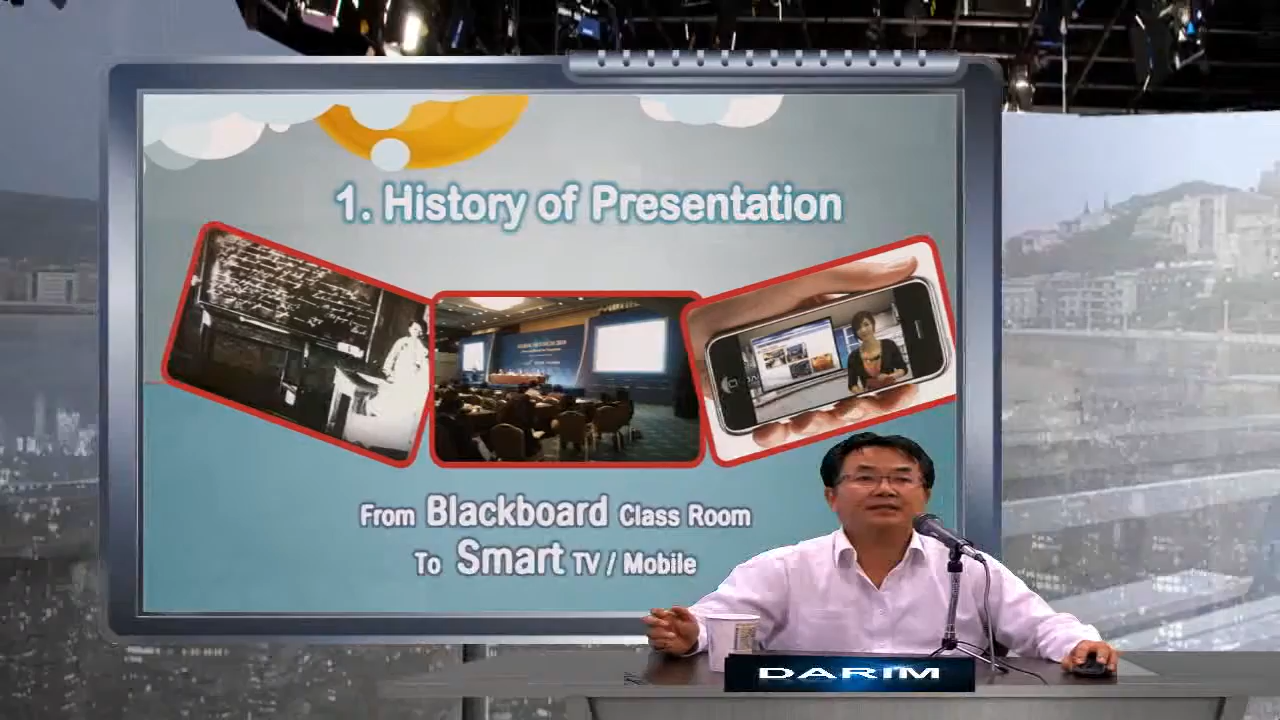 1. History of Presentation
From Blackboard Class Room
To Smart TV / Mobile
DARIM